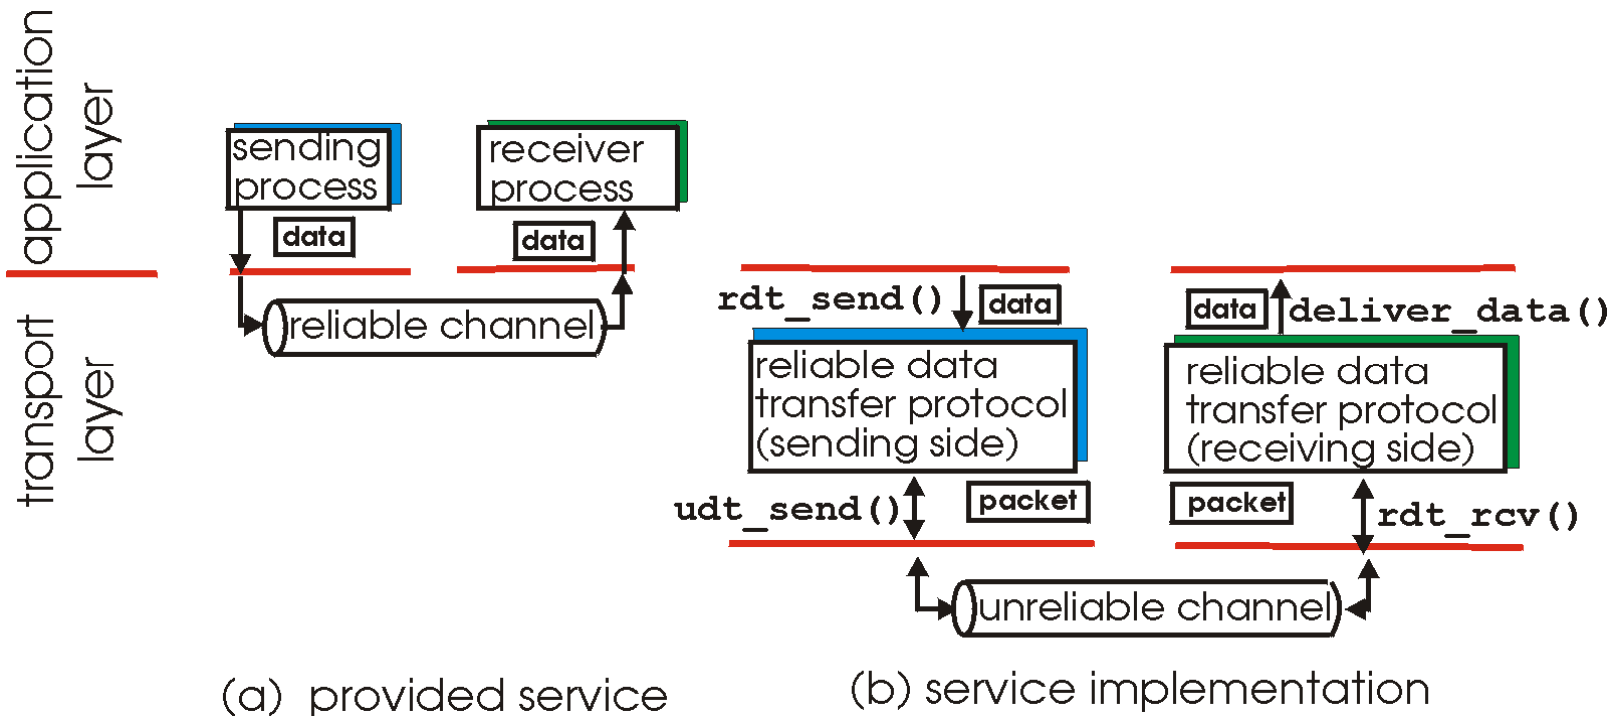 application
layer
transport
layer
sending
process
receiver
process
data
data
reliable channel
rdt_send()
data
data
deliver_data()
reliable data
transfer protocol
(sending side)
reliable data
transfer protocol
(receiving side)
udt_send()
packet
packet
rdt_rcv()
unreliable channel
(a) provided service
(b) service implementation